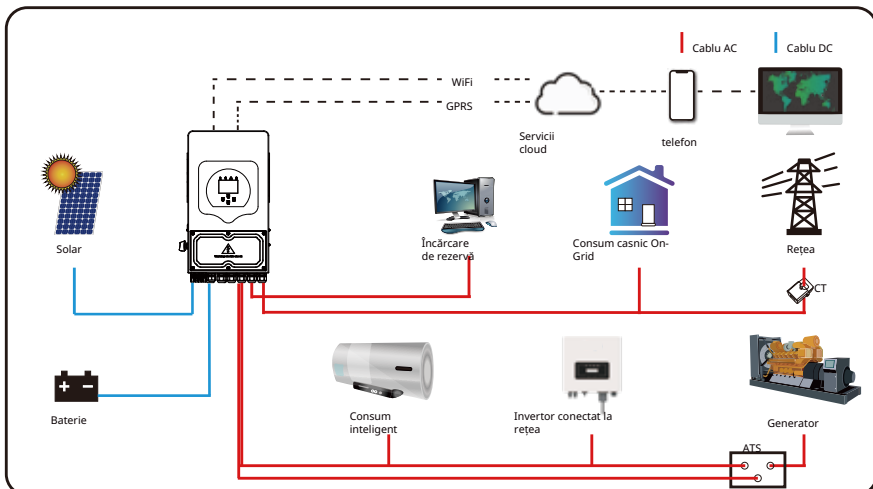 Cablu AC
Cablu DC
WiFi
GPRS
Servicii
cloud
telefon
Solar
Încărcare
de rezervă
Consum casnic On-
Grid
Rețea
CT
Baterie
Consum
inteligent
Invertor conectat la
rețea
Generator
ATS